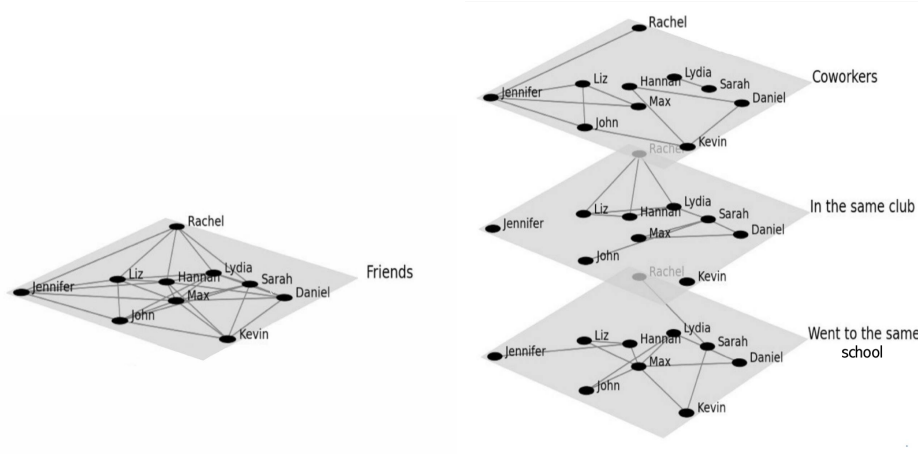 Rachel
Liz
Lydia
Hannah
Sarah
Jennifer
Max
Daniel
John
Kevin
Friends
Rachel
Liz
Lydia
Hannah
Sarah
Jennifer
Max
Daniel
John
Kevin
Coworkers
Rachel
Liz
Lydia
Hannah
Sarah
Jennifer
Max
Daniel
John
Kevin
In the same club
Rachel
Liz
Lydia
Hannah
Sarah
Jennifer
Max
Daniel
John
Kevin
Went to the same
school